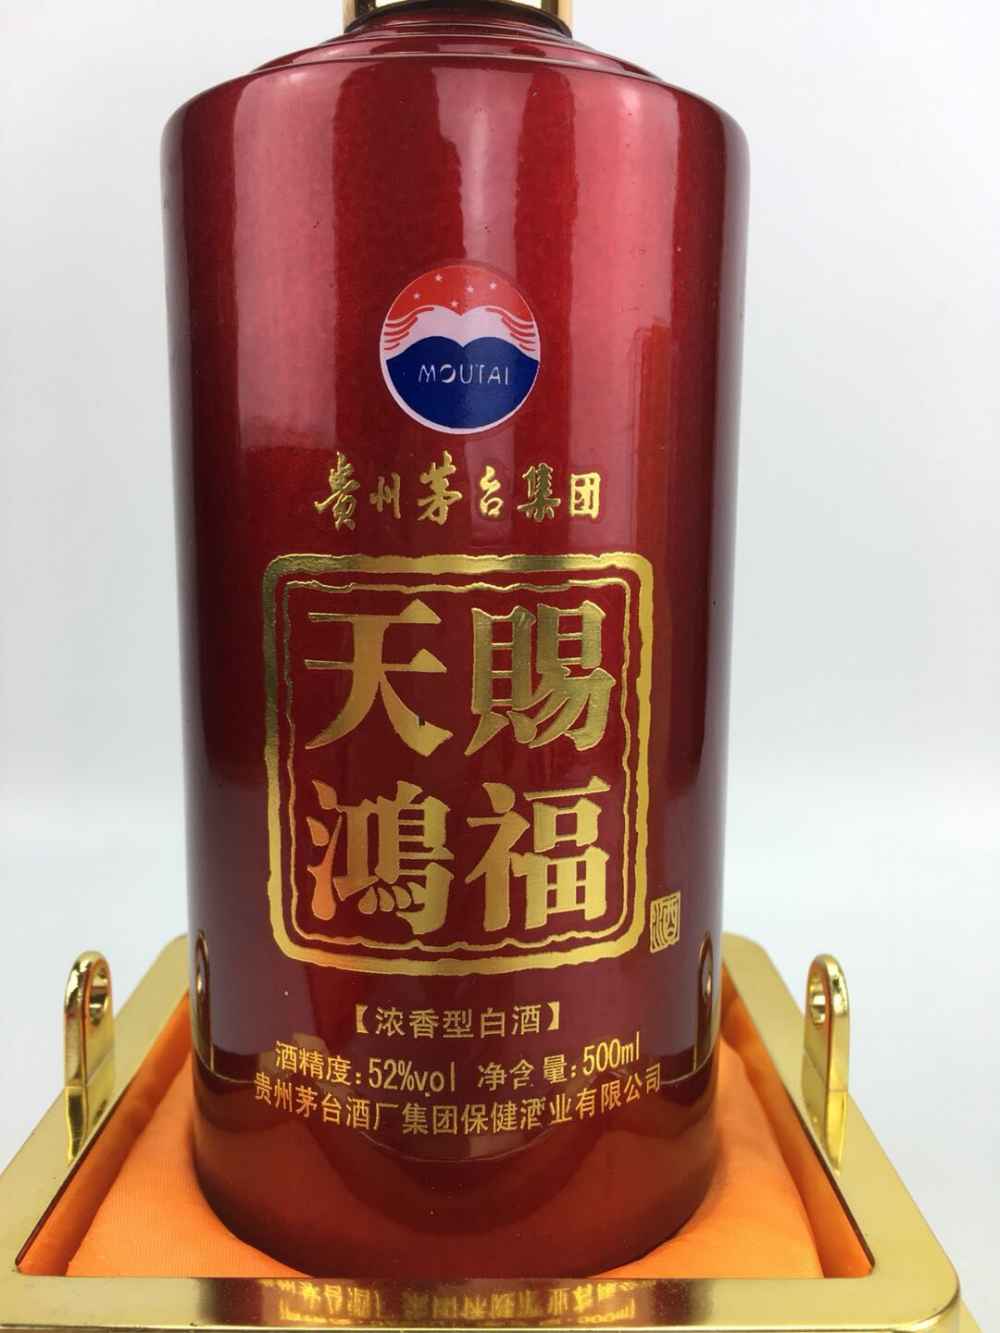 MOUTAI
贵州茅台集团
天賜
鴻福
酒
【浓香型白酒】
酒精度:52%vol 净含量:500ml
贵州茅台酒厂集团保健酒业有限公司